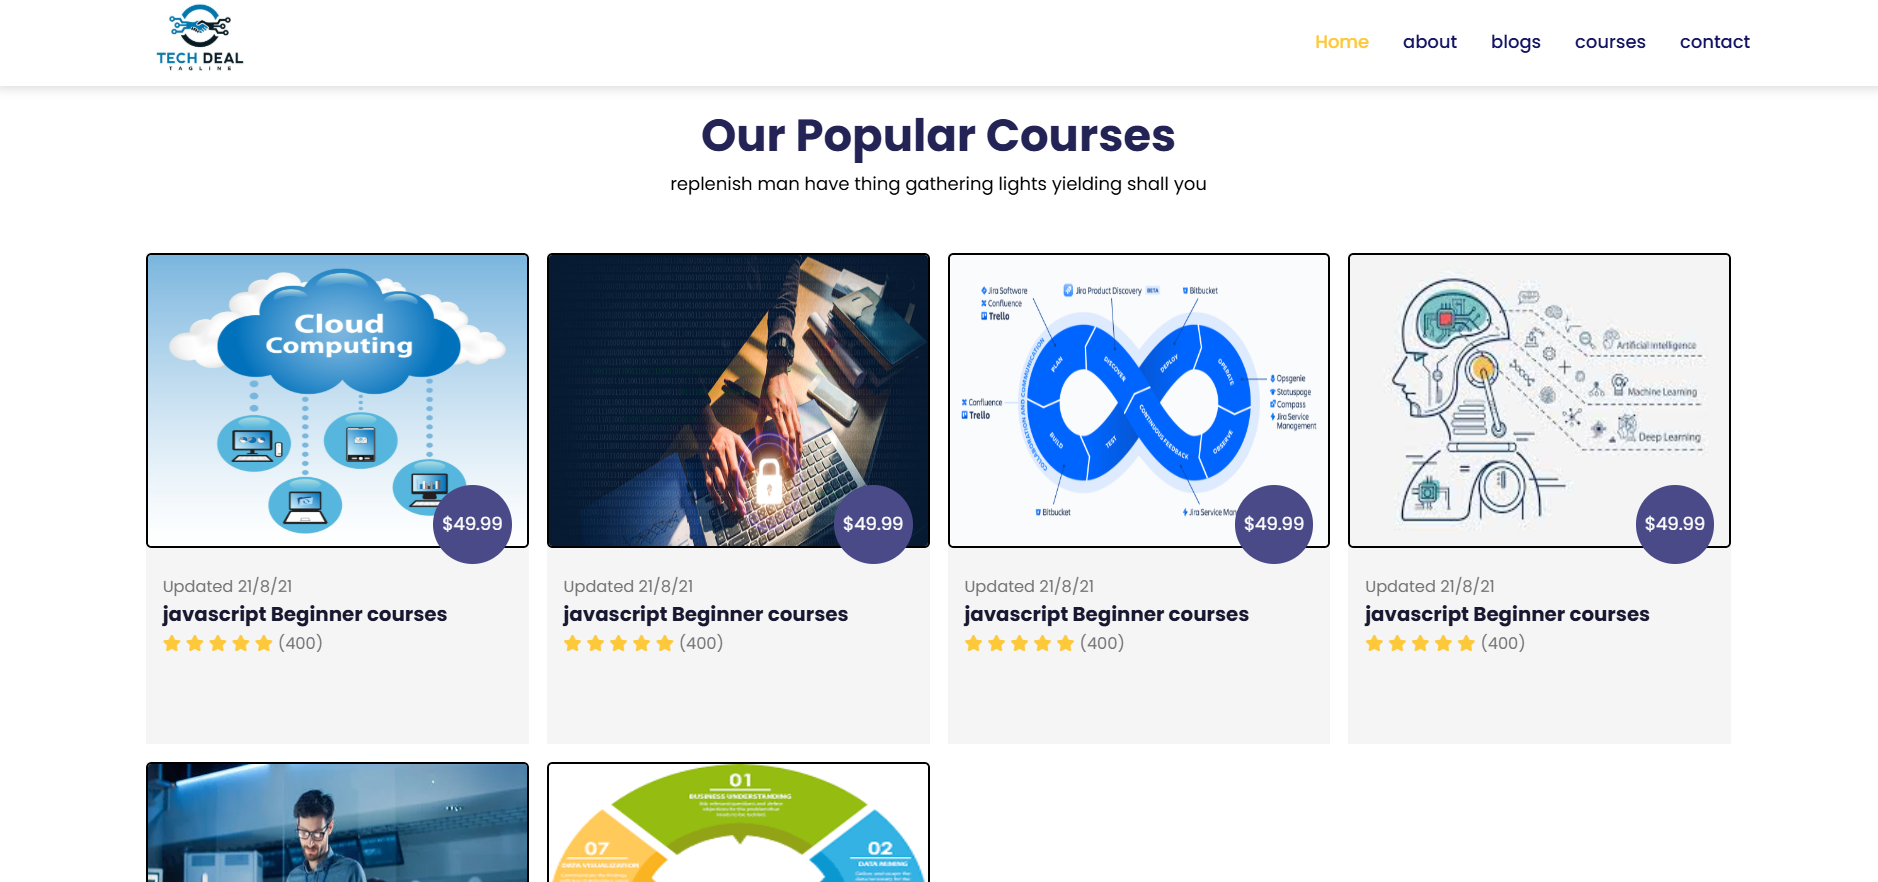 TECH DEAL
TAGLINE
Home about blogs courses contact
Our Popular Courses
replenish man have thing gathering lights yielding shall you
Cloud
Computing
$49.99
Updated 21/8/21
javascript Beginner courses
(400)
$49.99
Updated 21/8/21
javascript Beginner courses
(400)
Jira Software
Confluence
Trello
Jira Product Discovery BETA
Bitbucket
PLAN
DISCOVER
DEPLOY
OPERATE
COLLABORATION AND COMMUNICATION
Opsgenie
Statuspage
Compass
Jira Service
Management
Confluence
Trello
CONTINUOUS FEEDBACK
BUILD
TEST
OBSERVE
Bitbucket
Jira Service Man
$49.99
Updated 21/8/21
javascript Beginner courses
(400)
Artificial Intelligence
Machine Learning
Deep Learning
$49.99
Updated 21/8/21
javascript Beginner courses
(400)
01
BUSINESS UNDERSTANDING
07
DATA VISUALIZATION
02
DATA MINING